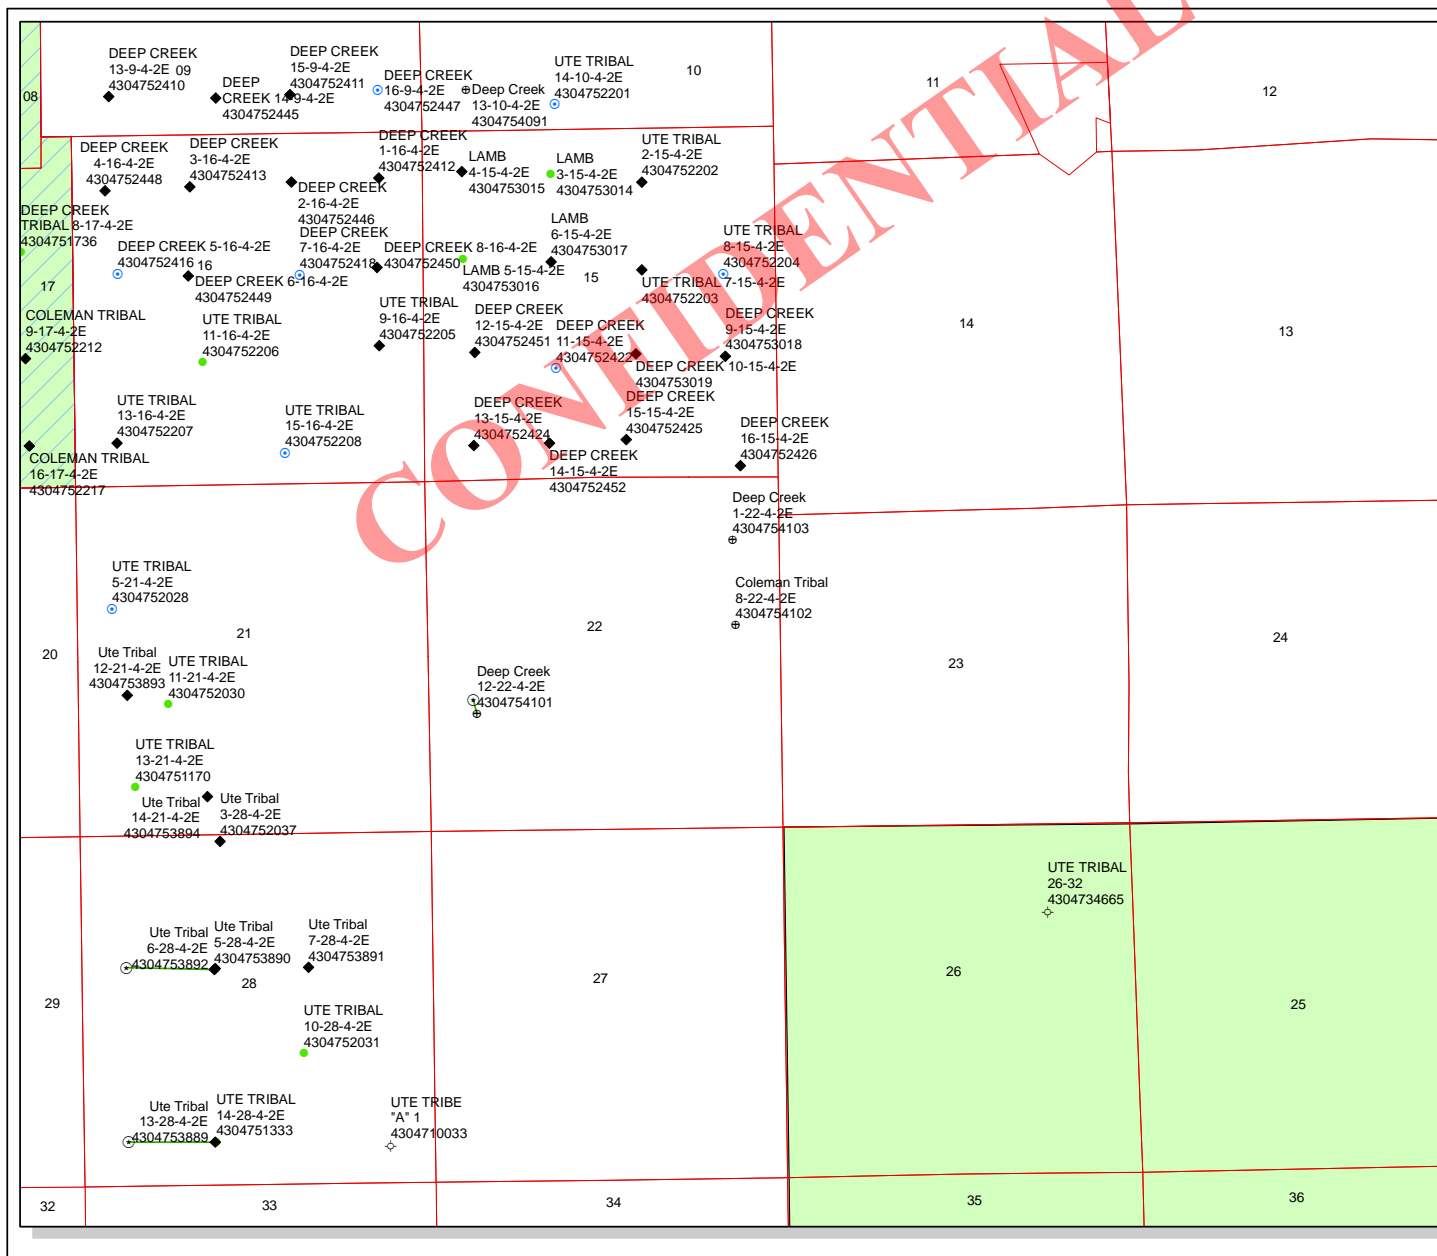 DEEP CREEK
13-9-4-2E
4304752410
09
DEEP
CREEK 14-9-4-2E
4304752445
DEEP CREEK
15-9-4-2E
4304752411
DEEP CREEK
16-9-4-2E
4304752447
Deep Creek
13-10-4-2E
4304754091
UTE TRIBAL
14-10-4-2E
4304752201
10
11
12
08
DEEP CREEK
4-16-4-2E
4304752448
DEEP CREEK
3-16-4-2E
4304752413
DEEP CREEK
2-16-4-2E
4304752446
DEEP CREEK
1-16-4-2E
4304752412
LAMB
4-15-4-2E
4304753015
LAMB
3-15-4-2E
4304753014
UTE TRIBAL
2-15-4-2E
4304752202
DEEP CREEK
TRIBAL 8-17-4-2E
4304751736
DEEP CREEK 5-16-4-2E
4304752416
16
DEEP CREEK 6-16-4-2E
4304752449
DEEP CREEK
7-16-4-2E
4304752418
DEEP CREEK 8-16-4-2E
4304752450
LAMB 5-15-4-2E
4304753016
LAMB
6-15-4-2E
4304753017
15
UTE TRIBAL 7-15-4-2E
4304752203
UTE TRIBAL
8-15-4-2E
4304752204
17
COLEMAN TRIBAL
9-17-4-2E
4304752212
UTE TRIBAL
11-16-4-2E
4304752206
UTE TRIBAL
9-16-4-2E
4304752205
DEEP CREEK
12-15-4-2E
4304752451
DEEP CREEK
11-15-4-2E
4304752422
DEEP CREEK 10-15-4-2E
4304753019
DEEP CREEK
9-15-4-2E
4304753018
14
13
UTE TRIBAL
13-16-4-2E
4304752207
UTE TRIBAL
15-16-4-2E
4304752208
DEEP CREEK
13-15-4-2E
4304752424
DEEP CREEK
14-15-4-2E
4304752452
DEEP CREEK
15-15-4-2E
4304752425
DEEP CREEK
16-15-4-2E
4304752426
COLEMAN TRIBAL
16-17-4-2E
4304752217
CONFIDENTIAL
Deep Creek
1-22-4-2E
4304754103
UTE TRIBAL
5-21-4-2E
4304752028
Coleman Tribal
8-22-4-2E
4304754102
20
21
22
23
24
Ute Tribal
12-21-4-2E
4304753893
UTE TRIBAL
11-21-4-2E
4304752030
Deep Creek
12-22-4-2E
4304754101
UTE TRIBAL
13-21-4-2E
4304751170
Ute Tribal
14-21-4-2E
4304753894
Ute Tribal
3-28-4-2E
4304752037
UTE TRIBAL
26-32
4304734665
Ute Tribal
6-28-4-2E
4304753892
Ute Tribal
5-28-4-2E
4304753890
Ute Tribal
7-28-4-2E
4304753891
29
28
27
26
25
UTE TRIBAL
10-28-4-2E
4304752031
Ute Tribal
13-28-4-2E
4304753889
UTE TRIBAL
14-28-4-2E
4304751333
UTE TRIBE
"A" 1
4304710033
32
33
34
35
36